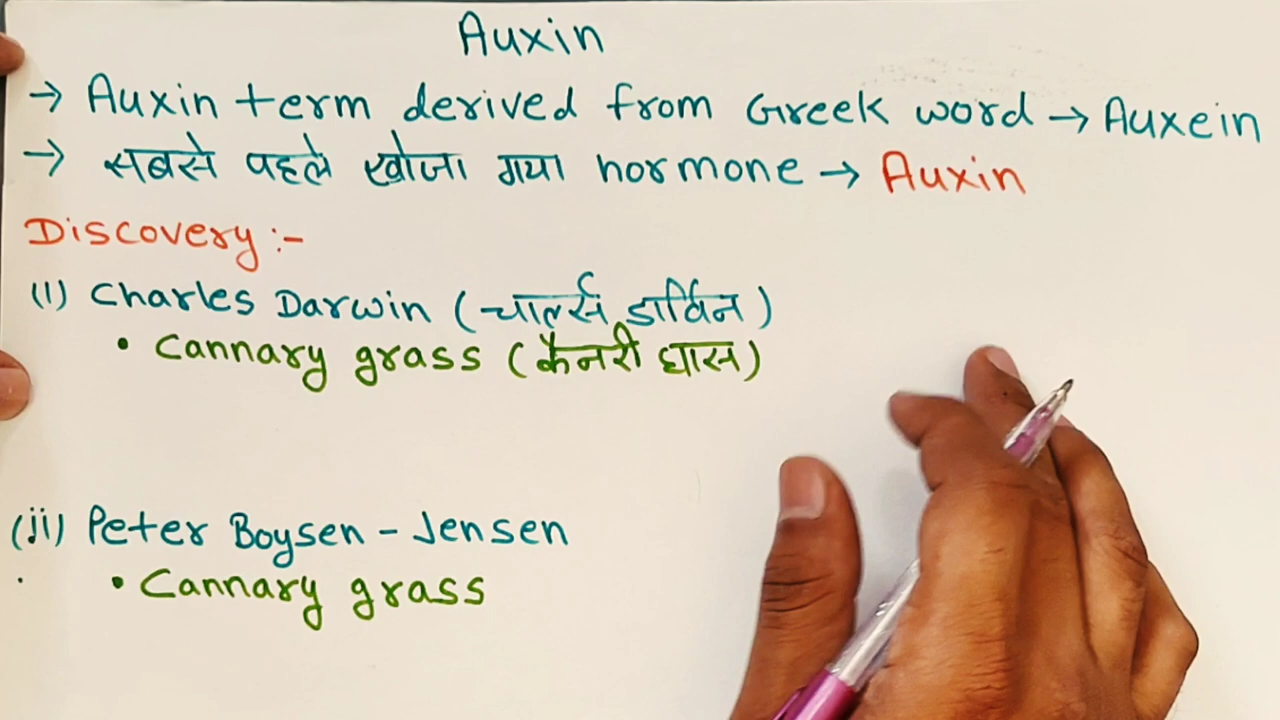 Auxin
→ Auxin term derived from Greek word → Auxein
→ सबसे पहले खोजा गया hormone → Auxin
Discovery :-
(i) Charles Darwin (चार्ल्स डार्विन)
• Cannary grass (कैनरी घास)
(ii) Peter Boysen - Jensen
• Cannary grass